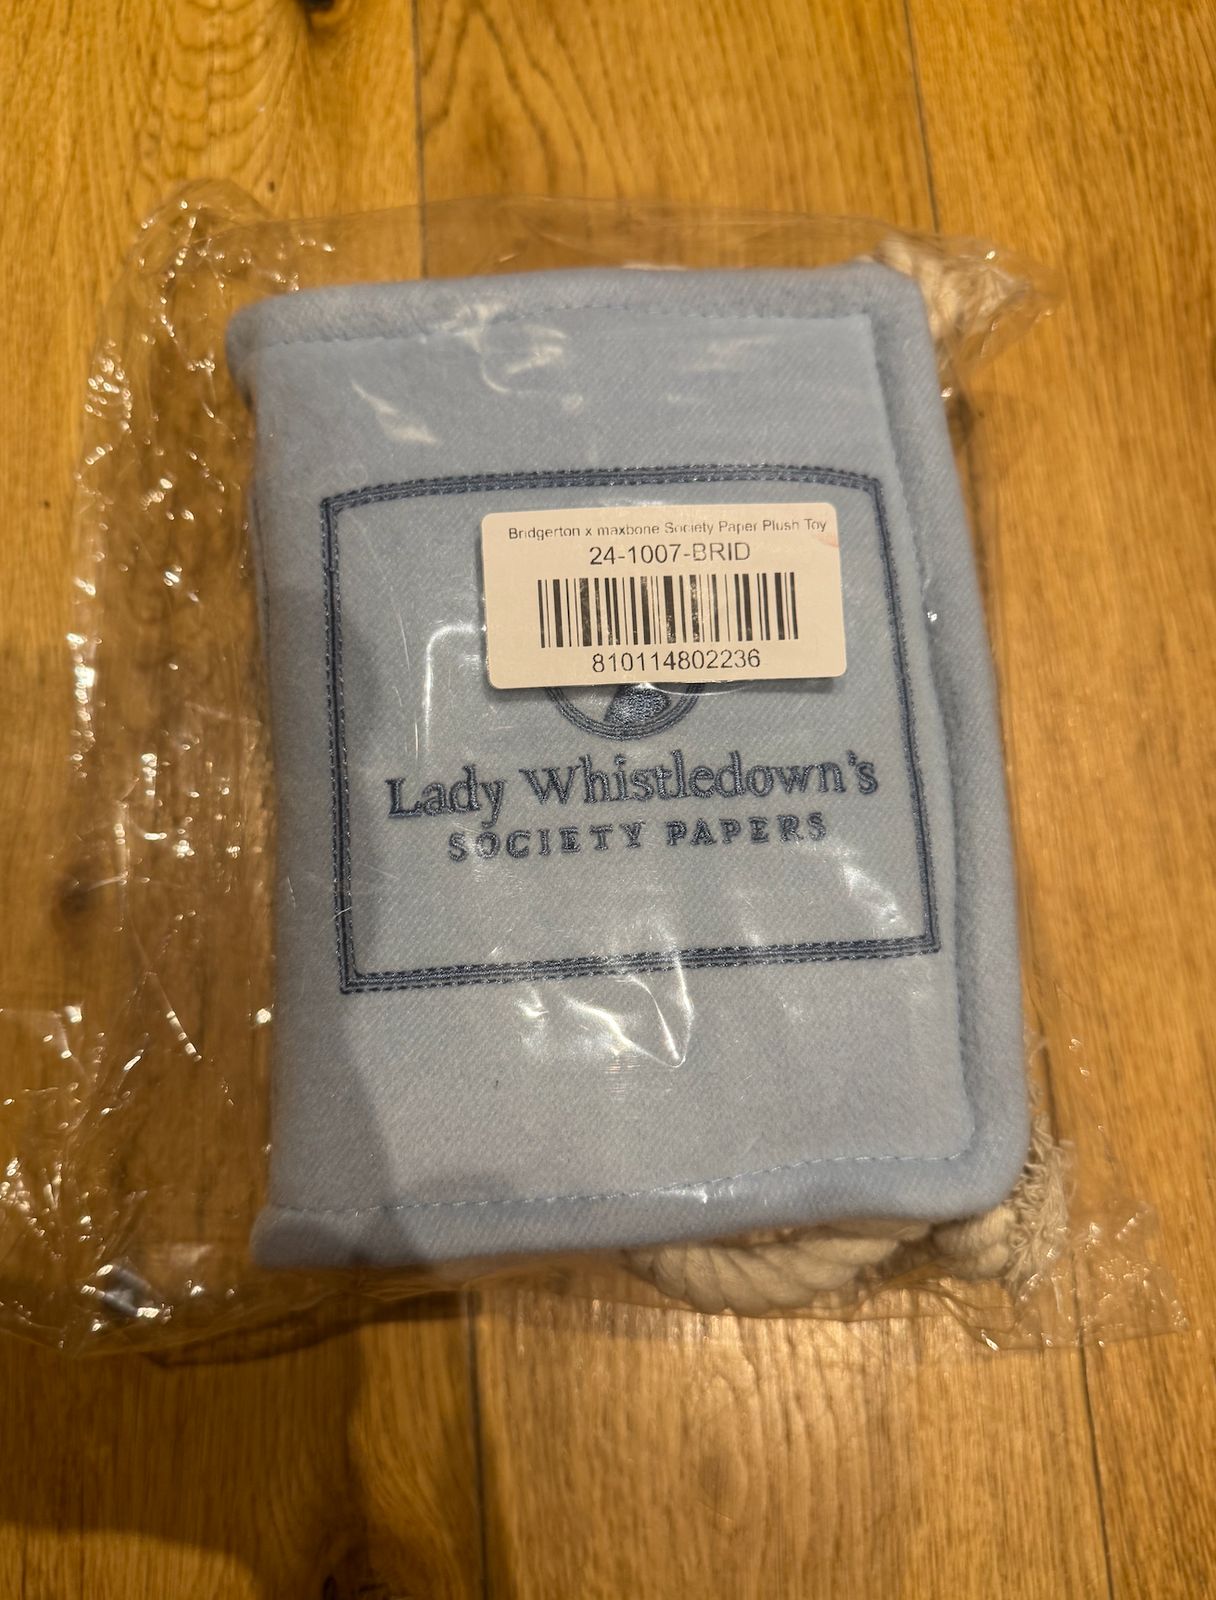 Bridgerton x maxbone Society Paper Plush Toy
24-1007-BRID
810114802236
Lady Whistledown's
SOCIETY PAPERS